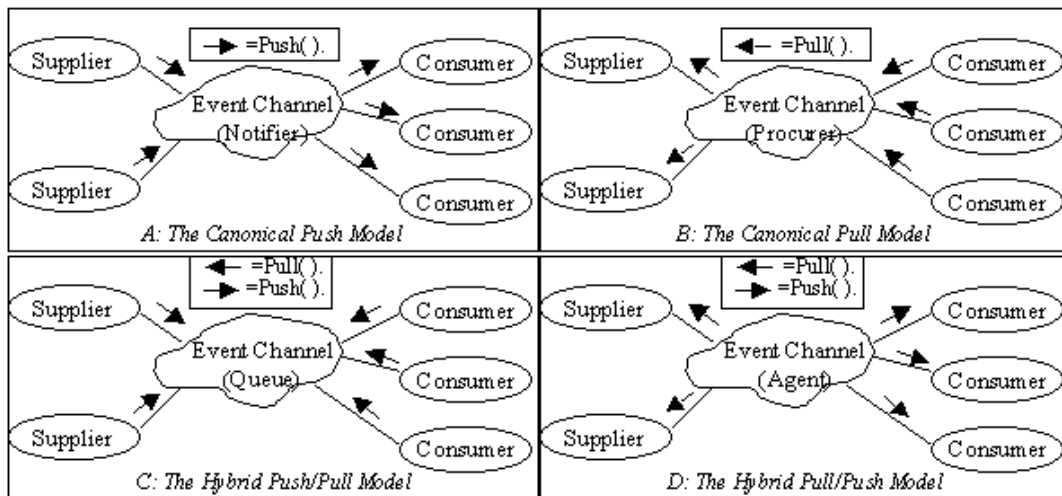 =Push( ).
Supplier
Consumer
Event Channel
(Notifier)
Consumer
Supplier
Consumer
A: The Canonical Push Model
=Pull( ).
Supplier
Consumer
Event Channel
(Procurer)
Consumer
Supplier
Consumer
B: The Canonical Pull Model
=Pull( ).
=Push( ).
Supplier
Consumer
Event Channel
(Queue)
Consumer
Supplier
Consumer
C: The Hybrid Push/Pull Model
=Pull( ).
=Push( ).
Supplier
Consumer
Event Channel
(Agent)
Consumer
Supplier
Consumer
D: The Hybrid Pull/Push Model